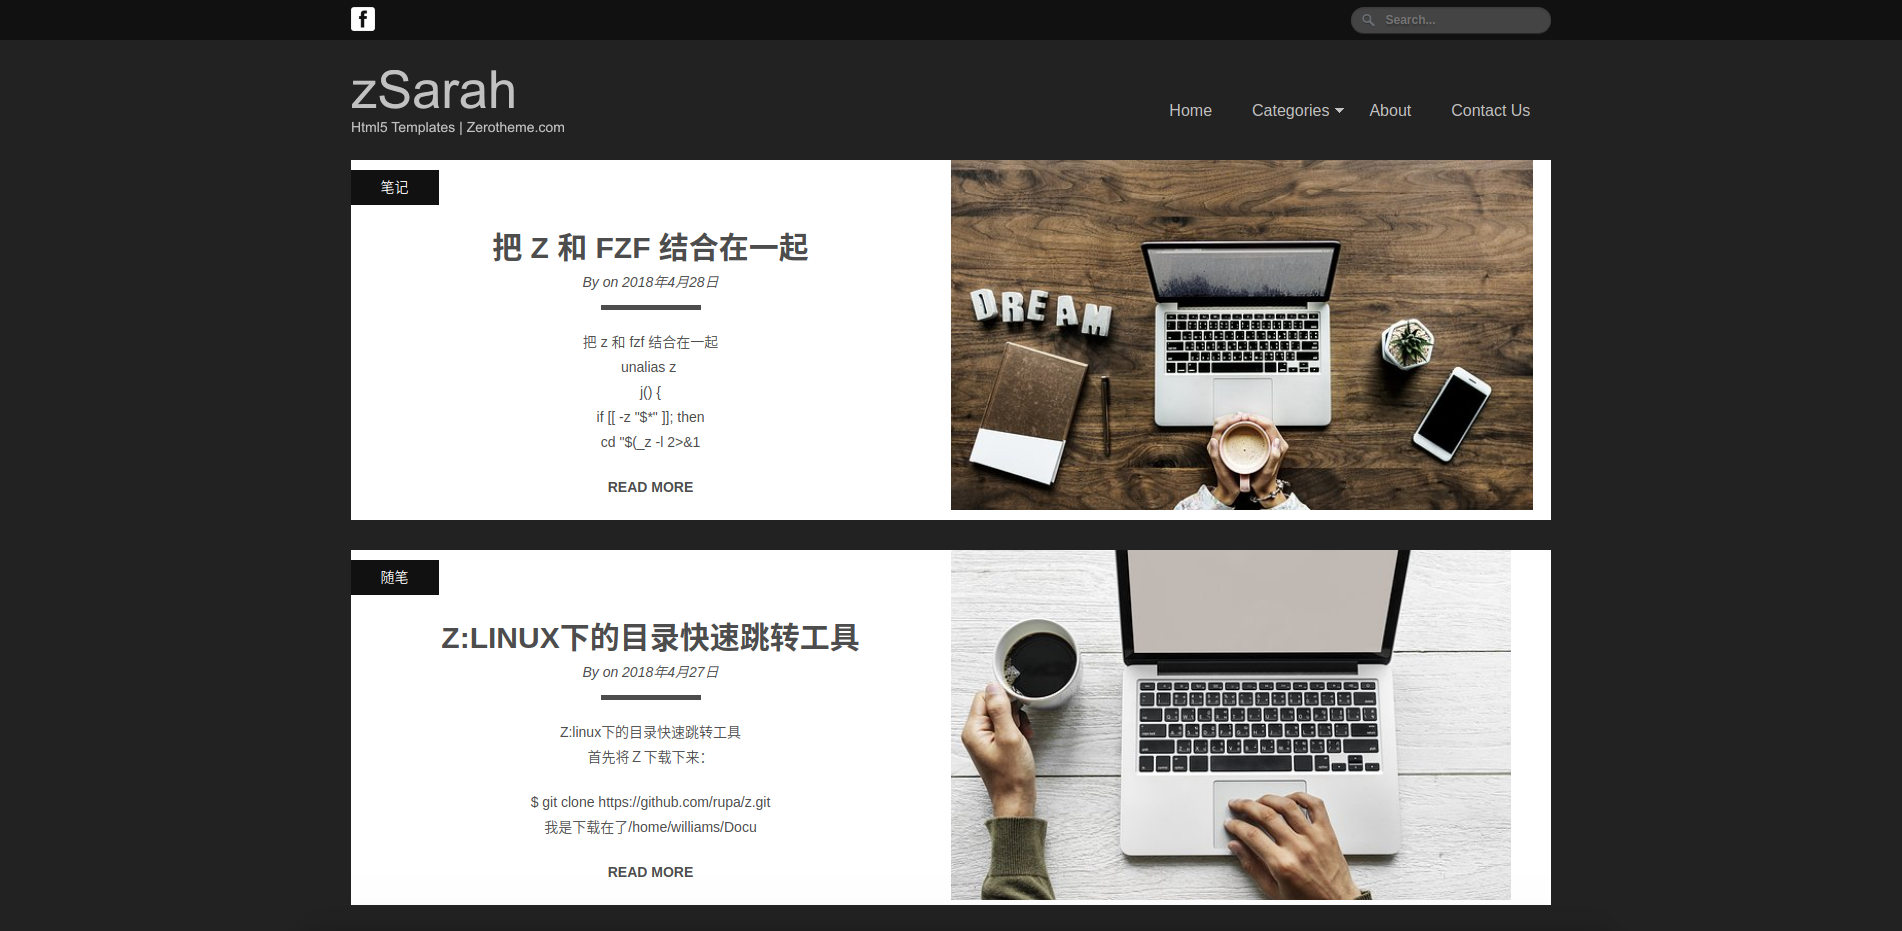 Search...
zSarah
Html5 Templates | Zerotheme.com
Home Categories About Contact Us
笔记
把 Z 和 FZF 结合在一起
By on 2018年4月28日
把 z 和 fzf 结合在一起
unalias z
j() {
if [[ -z "$*" ]]; then
cd "$(_z -l 2>&1
READ MORE
DREAM
随笔
Z:LINUX下的目录快速跳转工具
By on 2018年4月27日
Z:linux下的目录快速跳转工具
首先将 Z 下载下来：
$ git clone https://github.com/rupa/z.git
我是下载在了/home/williams/Docu
READ MORE